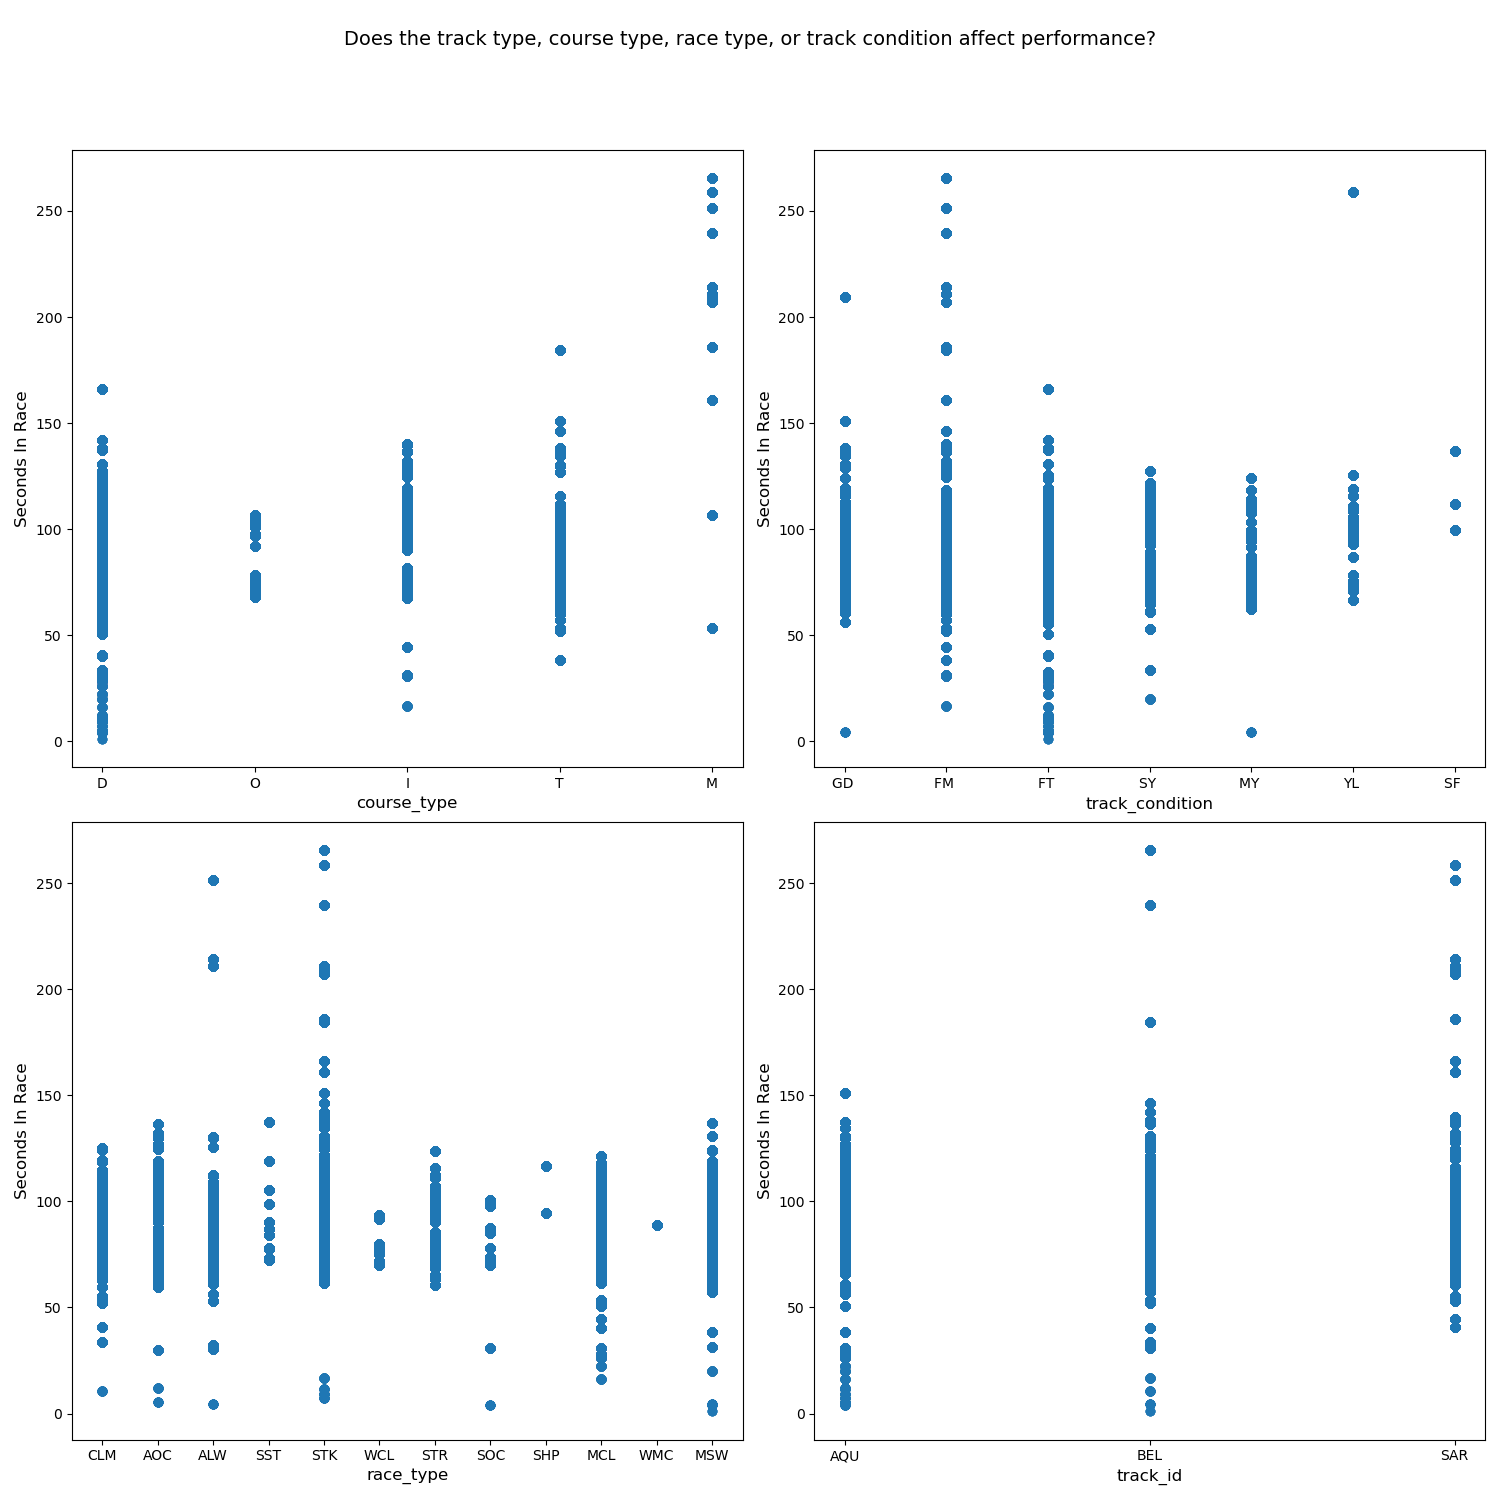 Does the track type, course type, race type, or track condition affect performance?
250
200
150
100
50
0
Seconds In Race
D O I T M
course_type
250
200
150
100
50
0
Seconds In Race
GD FM FT SY MY YL SF
track_condition
250
200
150
100
50
0
Seconds In Race
CLM AOC ALW SST STK WCL STR SOC SHP MCL WMC MSW
race_type
250
200
150
100
50
0
Seconds In Race
AQU BEL SAR
track_id